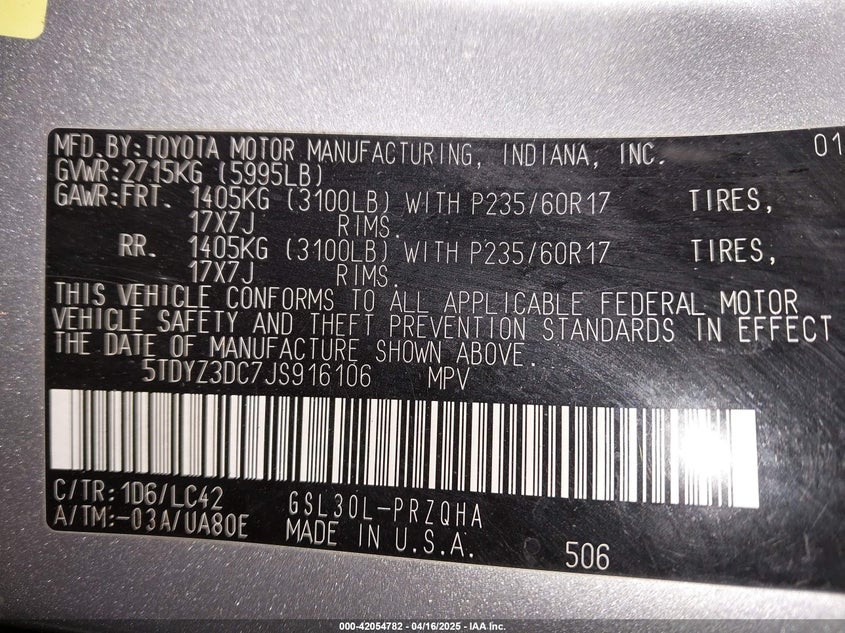 MFD. BY: TOYOTA MOTOR MANUFACTURING, INDIANA, INC. 01
GVWR: 2715KG (5995LB)
GAWR: FRT. 1405KG (3100LB) WITH P235/60R17 TIRES,
17X7J RIMS.
RR. 1405KG (3100LB) WITH P235/60R17 TIRES,
17X7J RIMS.
THIS VEHICLE CONFORMS TO ALL APPLICABLE FEDERAL MOTOR
VEHICLE SAFETY AND THEFT PREVENTION STANDARDS IN EFFECT
THE DATE OF MANUFACTURE SHOWN ABOVE.
5TDYZ3DC7JS916106 MPV
C/TR: 1D6/LC42 GSL30L-PRZQHA
A/TM:-03A/UA80E MADE IN U.S.A. 506
000-42054782 - 04/16/2025 - IAA Inc.